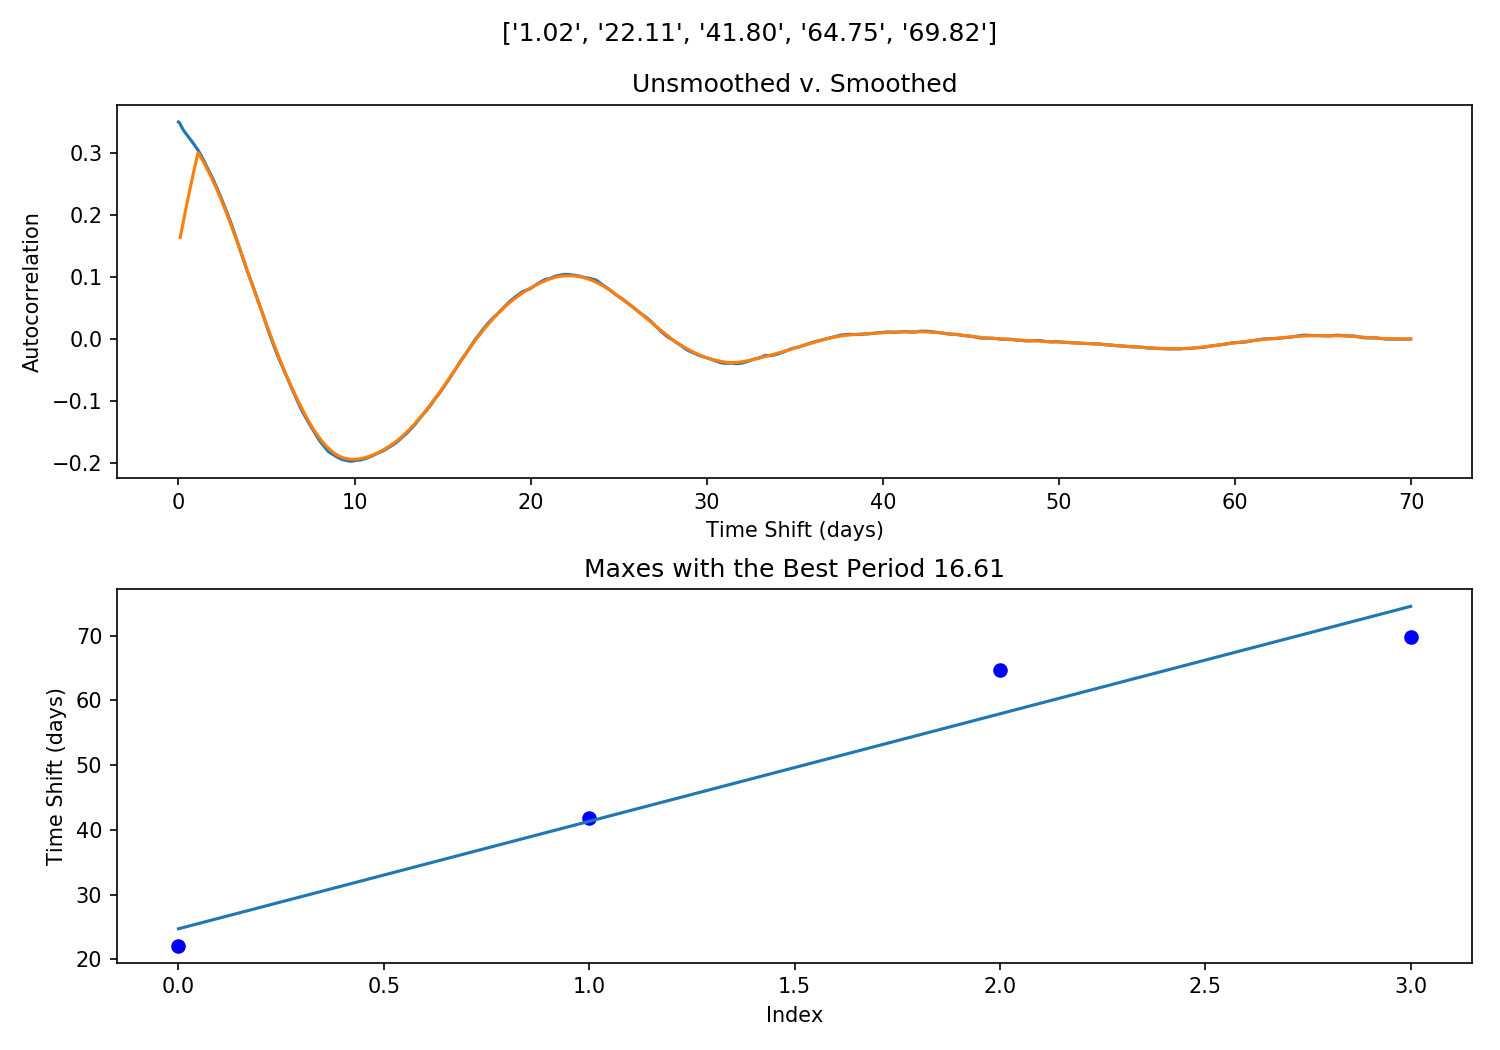 ['1.02', '22.11', '41.80', '64.75', '69.82']
Unsmoothed v. Smoothed
Autocorrelation
0.3
0.2
0.1
0.0
−0.1
−0.2
0 10 20 30 40 50 60 70
Time Shift (days)
Maxes with the Best Period 16.61
Time Shift (days)
70
60
50
40
30
20
0.0 0.5 1.0 1.5 2.0 2.5 3.0
Index